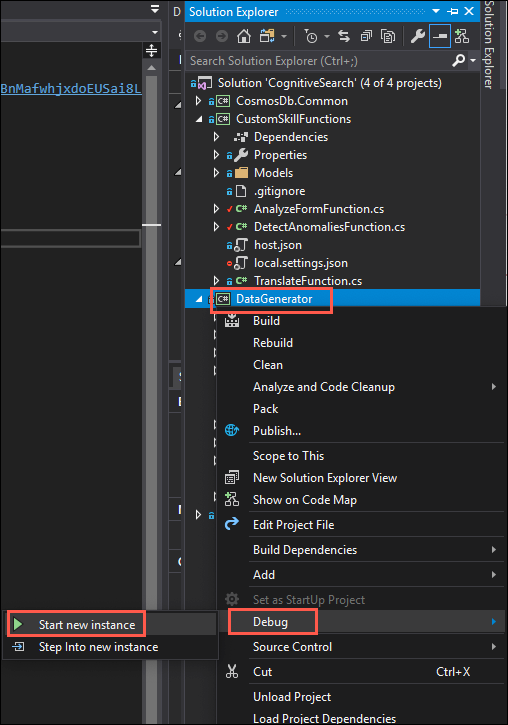 D
Solution Explorer
Search Solution Explorer (Ctrl+;)
Solution Explorer
BnMafwhjxdoEUSai8L
Solution 'CognitiveSearch' (4 of 4 projects)
C# CosmosDb.Common
C# CustomSkillFunctions
Dependencies
Properties
Models
.gitignore
C# AnalyzeFormFunction.cs
C# DetectAnomaliesFunction.cs
host.json
local.settings.json
C# TranslateFunction.cs
C# DataGenerator
Build
Rebuild
Clean
Analyze and Code Cleanup
Pack
Publish...
Scope to This
New Solution Explorer View
Show on Code Map
Edit Project File
Build Dependencies
Add
Set as StartUp Project
Debug
Start new instance
Step Into new instance
Source Control
Cut Ctrl+X
Unload Project
Load Project Dependencies